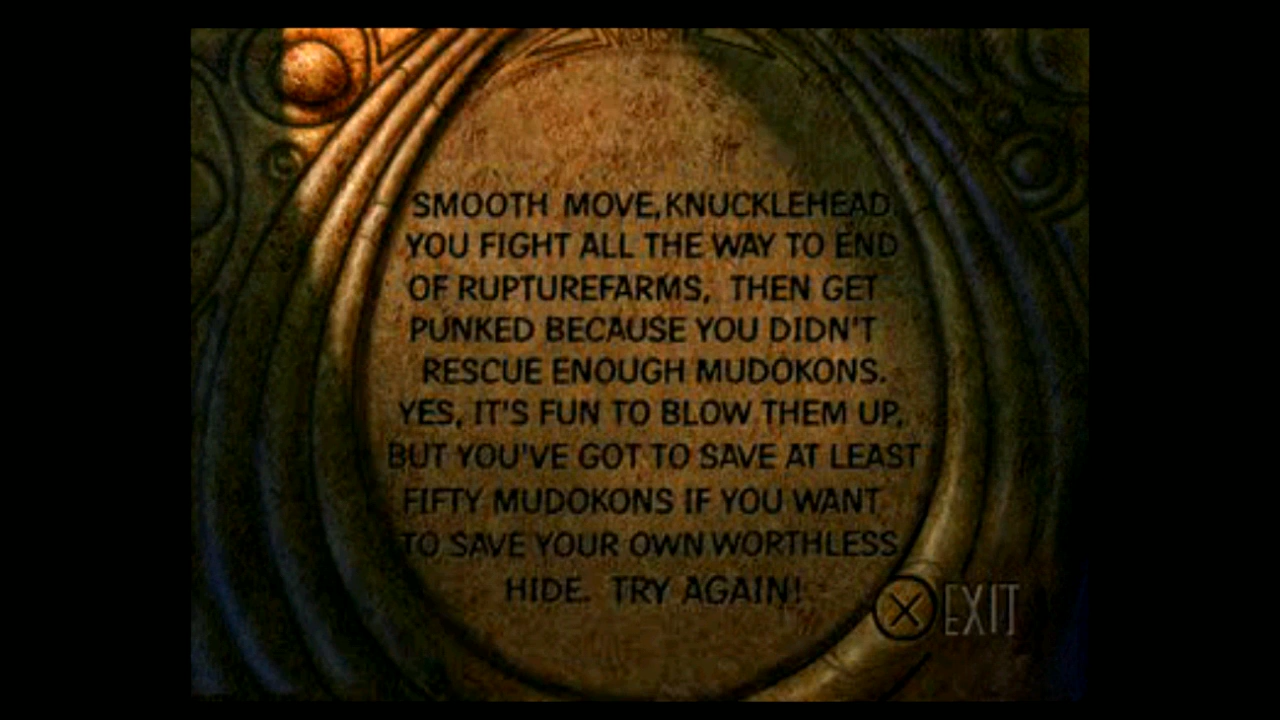 SMOOTH MOVE, KNUCKLEHEAD.
YOU FIGHT ALL THE WAY TO END
OF RUPTUREFARMS, THEN GET
PUNKED BECAUSE YOU DIDN'T
RESCUE ENOUGH MUDOKONS.
YES, IT'S FUN TO BLOW THEM UP,
BUT YOU'VE GOT TO SAVE AT LEAST
FIFTY MUDOKONS IF YOU WANT
TO SAVE YOUR OWN WORTHLESS
HIDE. TRY AGAIN!
X EXIT